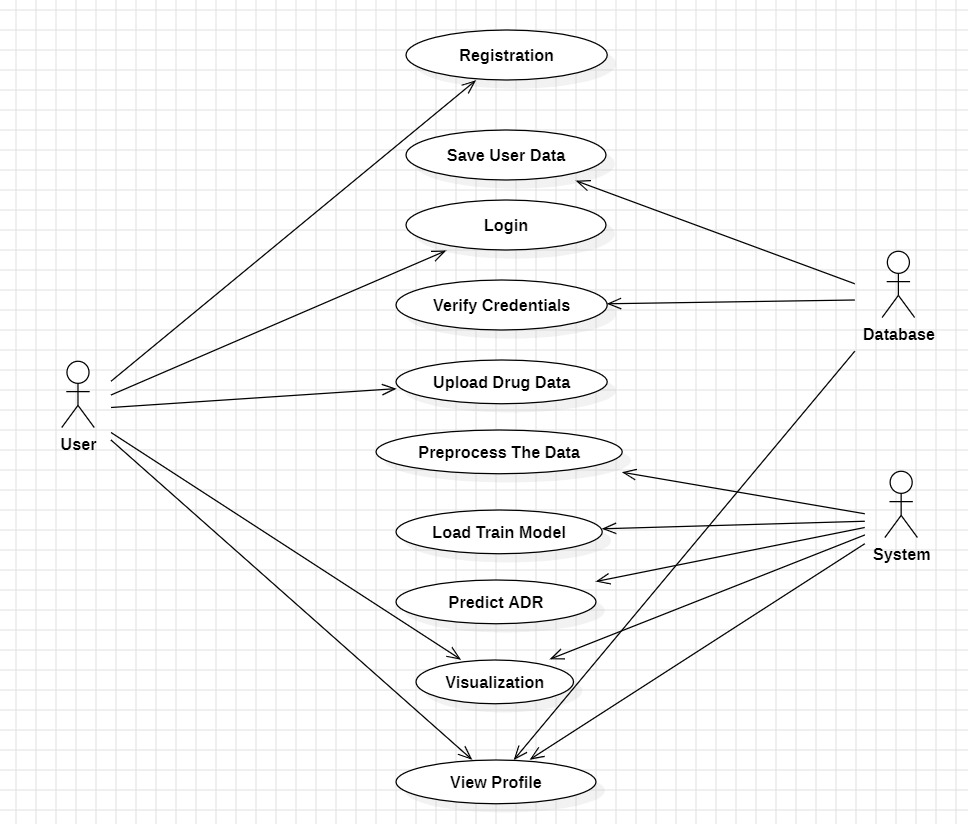 Registration
Save User Data
Login
Verify Credentials
Database
Upload Drug Data
User
Preprocess The Data
Load Train Model
System
Predict ADR
Visualization
View Profile